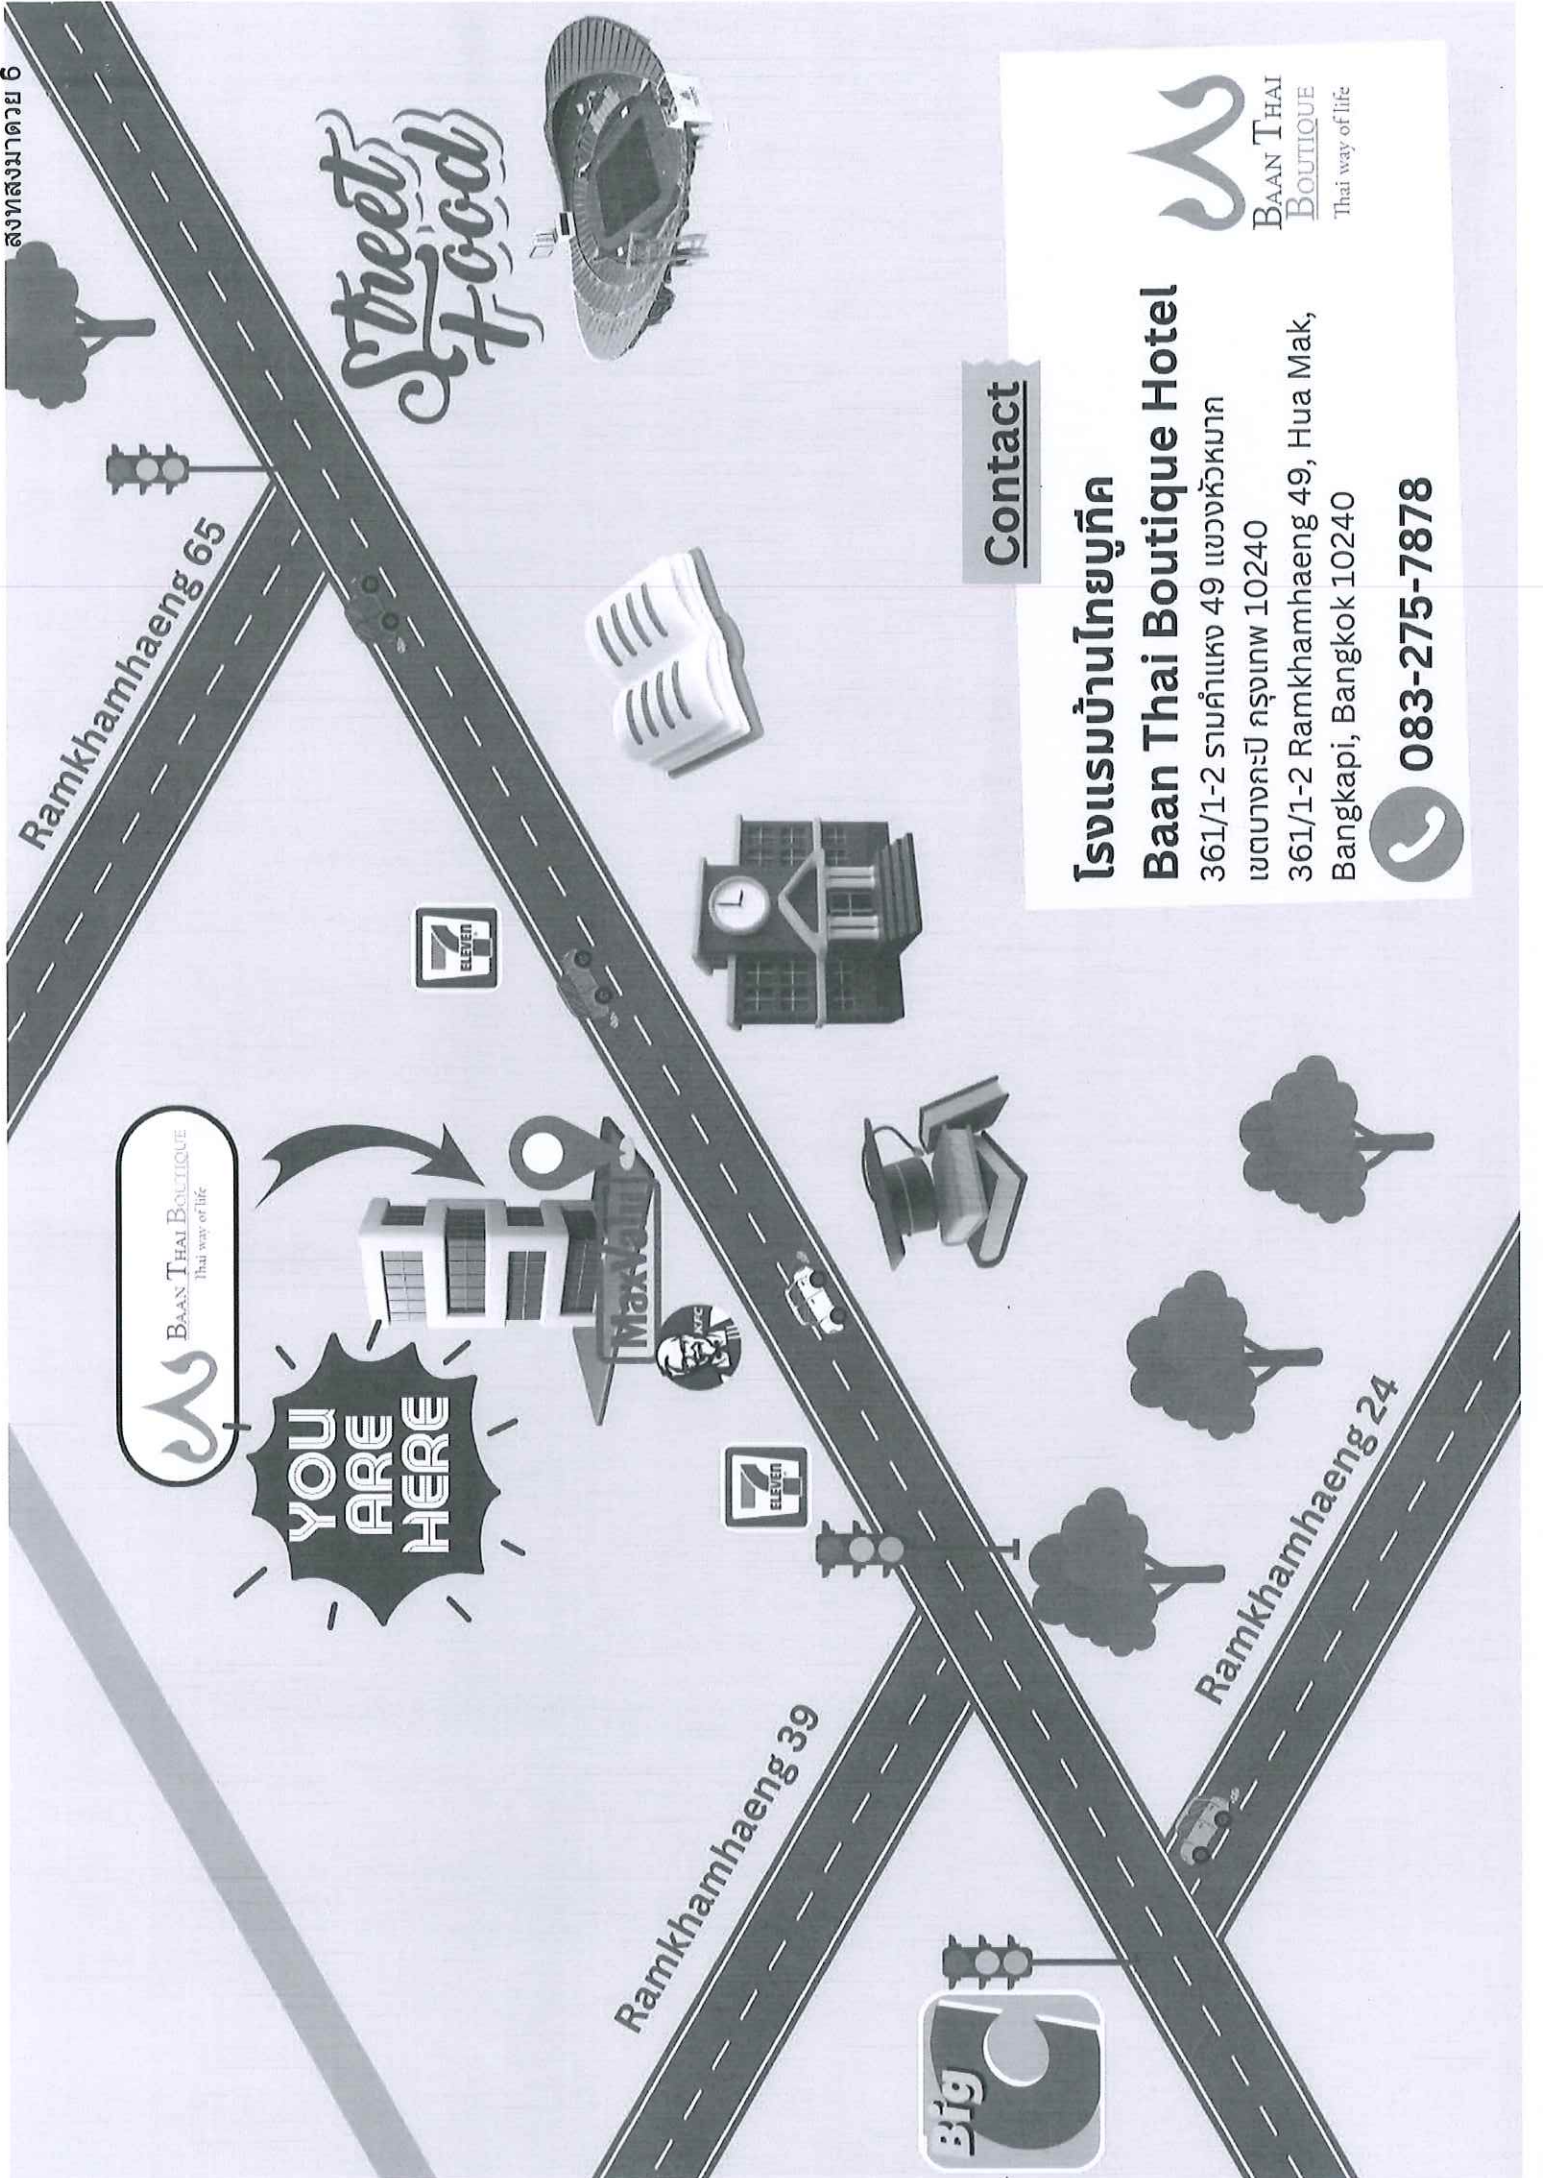 สิ่งที่ส่งมาด้วย 6
Ramkhamhaeng 65
Street
Food
7
ELEVEN
BAAN THAI BOUTIQUE
Thai way of life
YOU
ARE
HERE
MaxValu
KFC
7
ELEVEN
Ramkhamhaeng 39
Big
C
Ramkhamhaeng 24
Contact
โรงแรมบ้านไทยบูทีค
Baan Thai Boutique Hotel
361/1-2 รามคำแหง 49 แขวงหัวหมาก
เขตบางกะปิ กรุงเทพ 10240
361/1-2 Ramkhamhaeng 49, Hua Mak,
Bangkapi, Bangkok 10240
083-275-7878
BAAN THAI
BOUTIQUE
Thai way of life